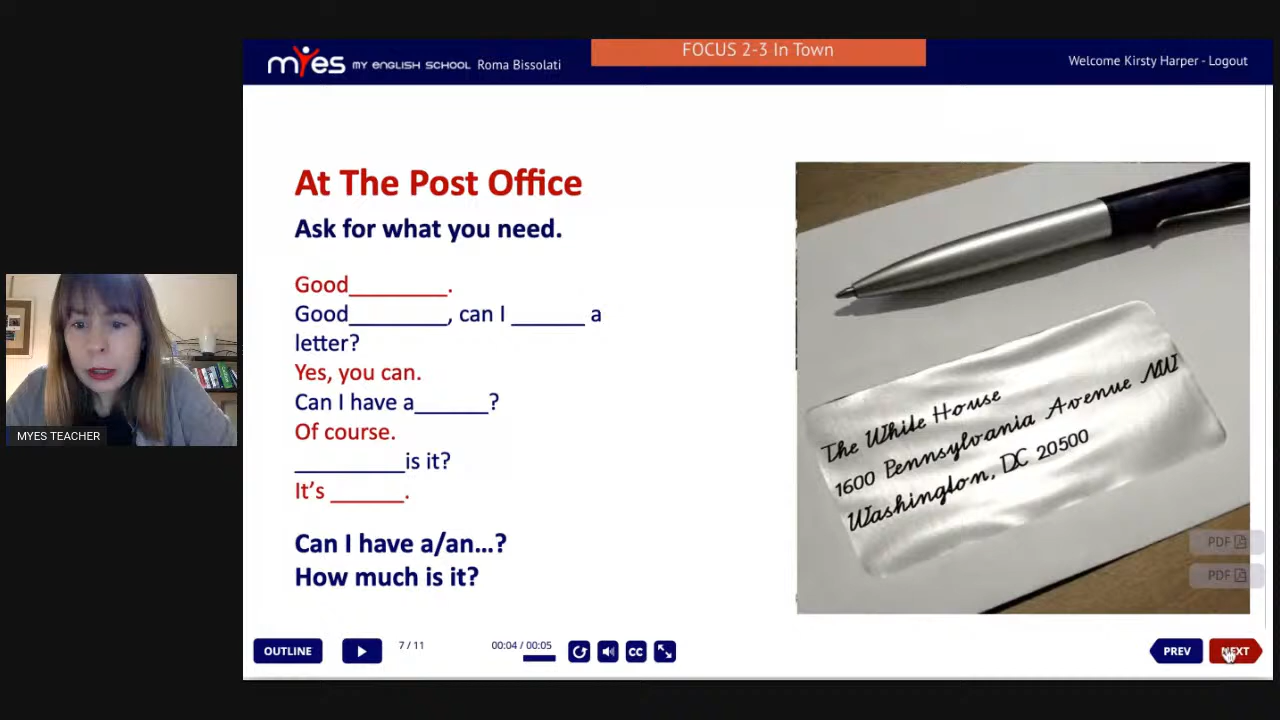 myes MY ENGLISH SCHOOL Roma Bissolati
FOCUS 2-3 In Town
Welcome Kirsty Harper - Logout
At The Post Office
Ask for what you need.
Good_________.
Good_________, can I _______ a
letter?
Yes, you can.
Can I have a_______?
Of course.
__________is it?
It's _______.
Can I have a/an...?
How much is it?
The White House
1600 Pennsylvania Avenue NW
Washington, DC 20500
MYES TEACHER
PDF
PDF
OUTLINE
7 / 11
00:04 / 00:05
CC
PREV
NEXT